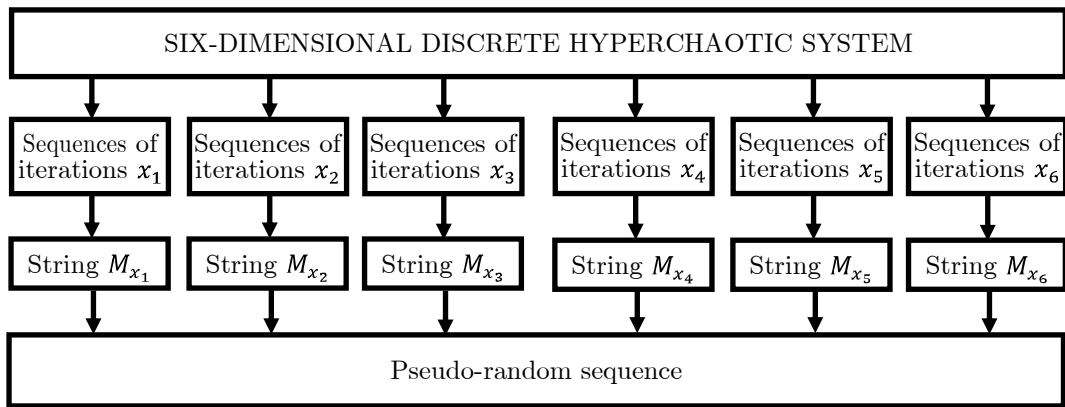 SIX-DIMENSIONAL DISCRETE HYPERCHAOTIC SYSTEM
Sequences of
iterations x₁
Sequences of
iterations x₂
Sequences of
iterations x₃
Sequences of
iterations x₄
Sequences of
iterations x₅
Sequences of
iterations x₆
String Mₓ₁
String Mₓ₂
String Mₓ₃
String Mₓ₄
String Mₓ₅
String Mₓ₆
Pseudo-random sequence